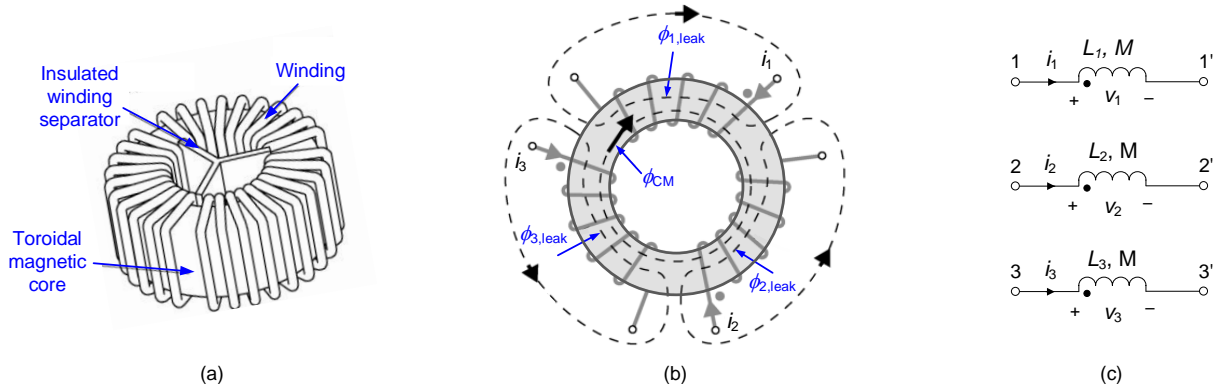 Insulated
winding
separator
Winding
Toroidal
magnetic
core
(a)
ϕ1,leak
i1
i3
ϕCM
ϕ3,leak
ϕ2,leak
i2
(b)
1 i1 L1, M 1'
+ v1 −
2 i2 L2, M 2'
+ v2 −
3 i3 L3, M 3'
+ v3 −
(c)